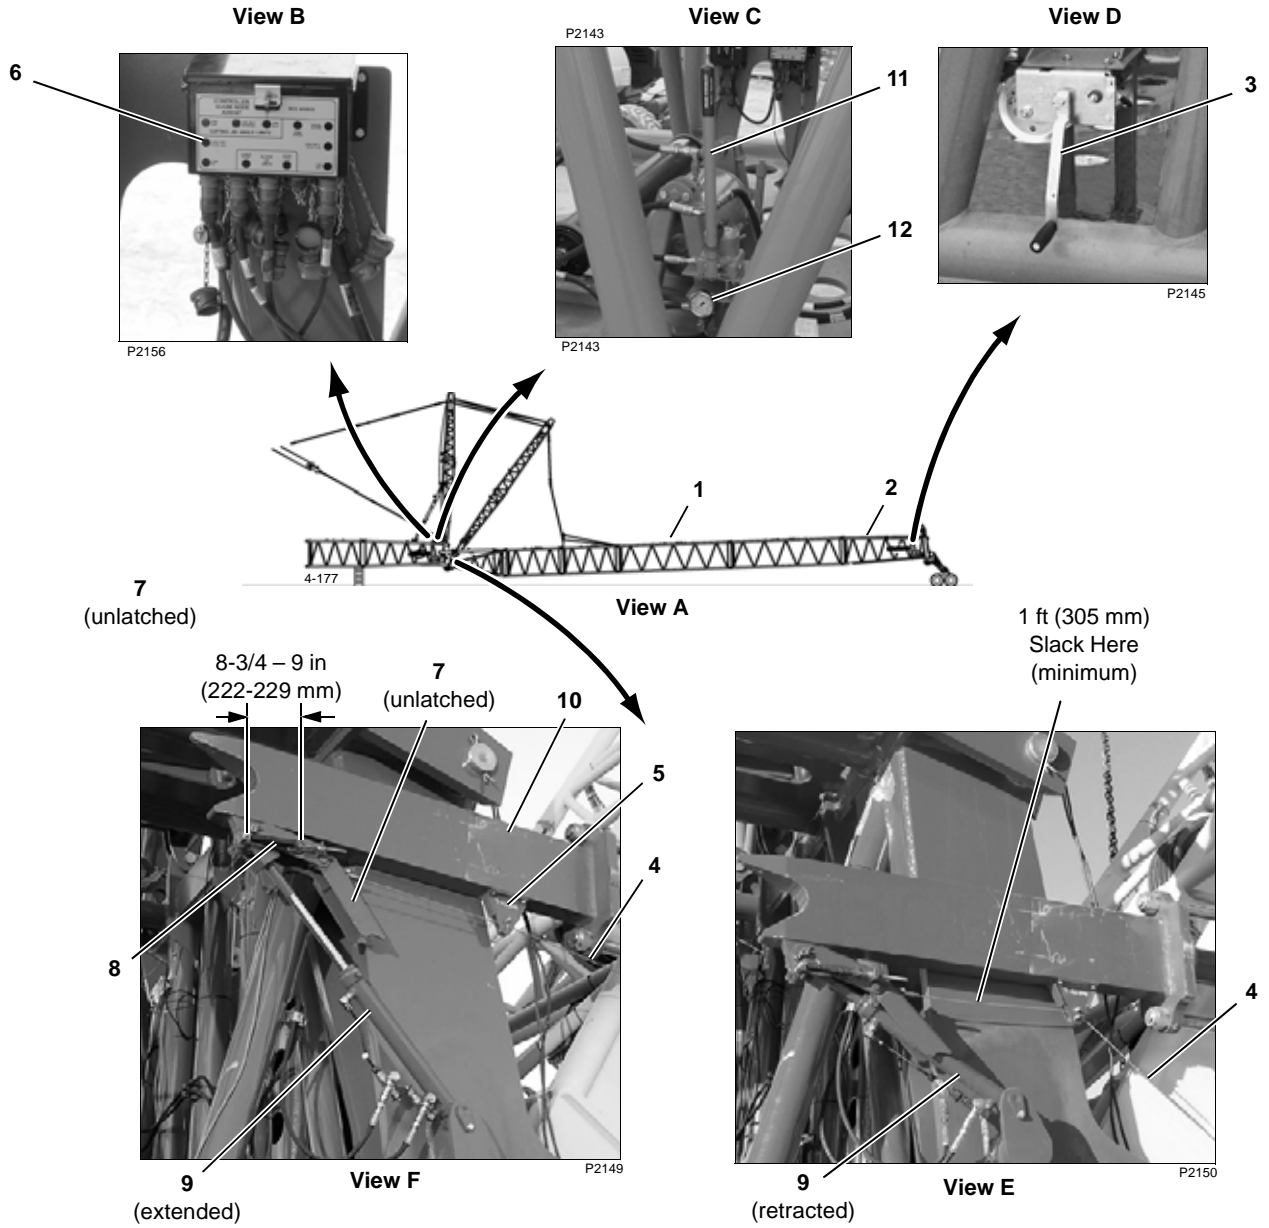 View B
View C
View D
P2143
6
11
12
3
P2156
P2143
P2145
1
2
4-177
View A
7
(unlatched)
8-3/4 – 9 in
(222-229 mm)
7
(unlatched)
10
5
4
1 ft (305 mm)
Slack Here
(minimum)
8
4
9
(extended)
View F
P2149
9
(retracted)
View E
P2150